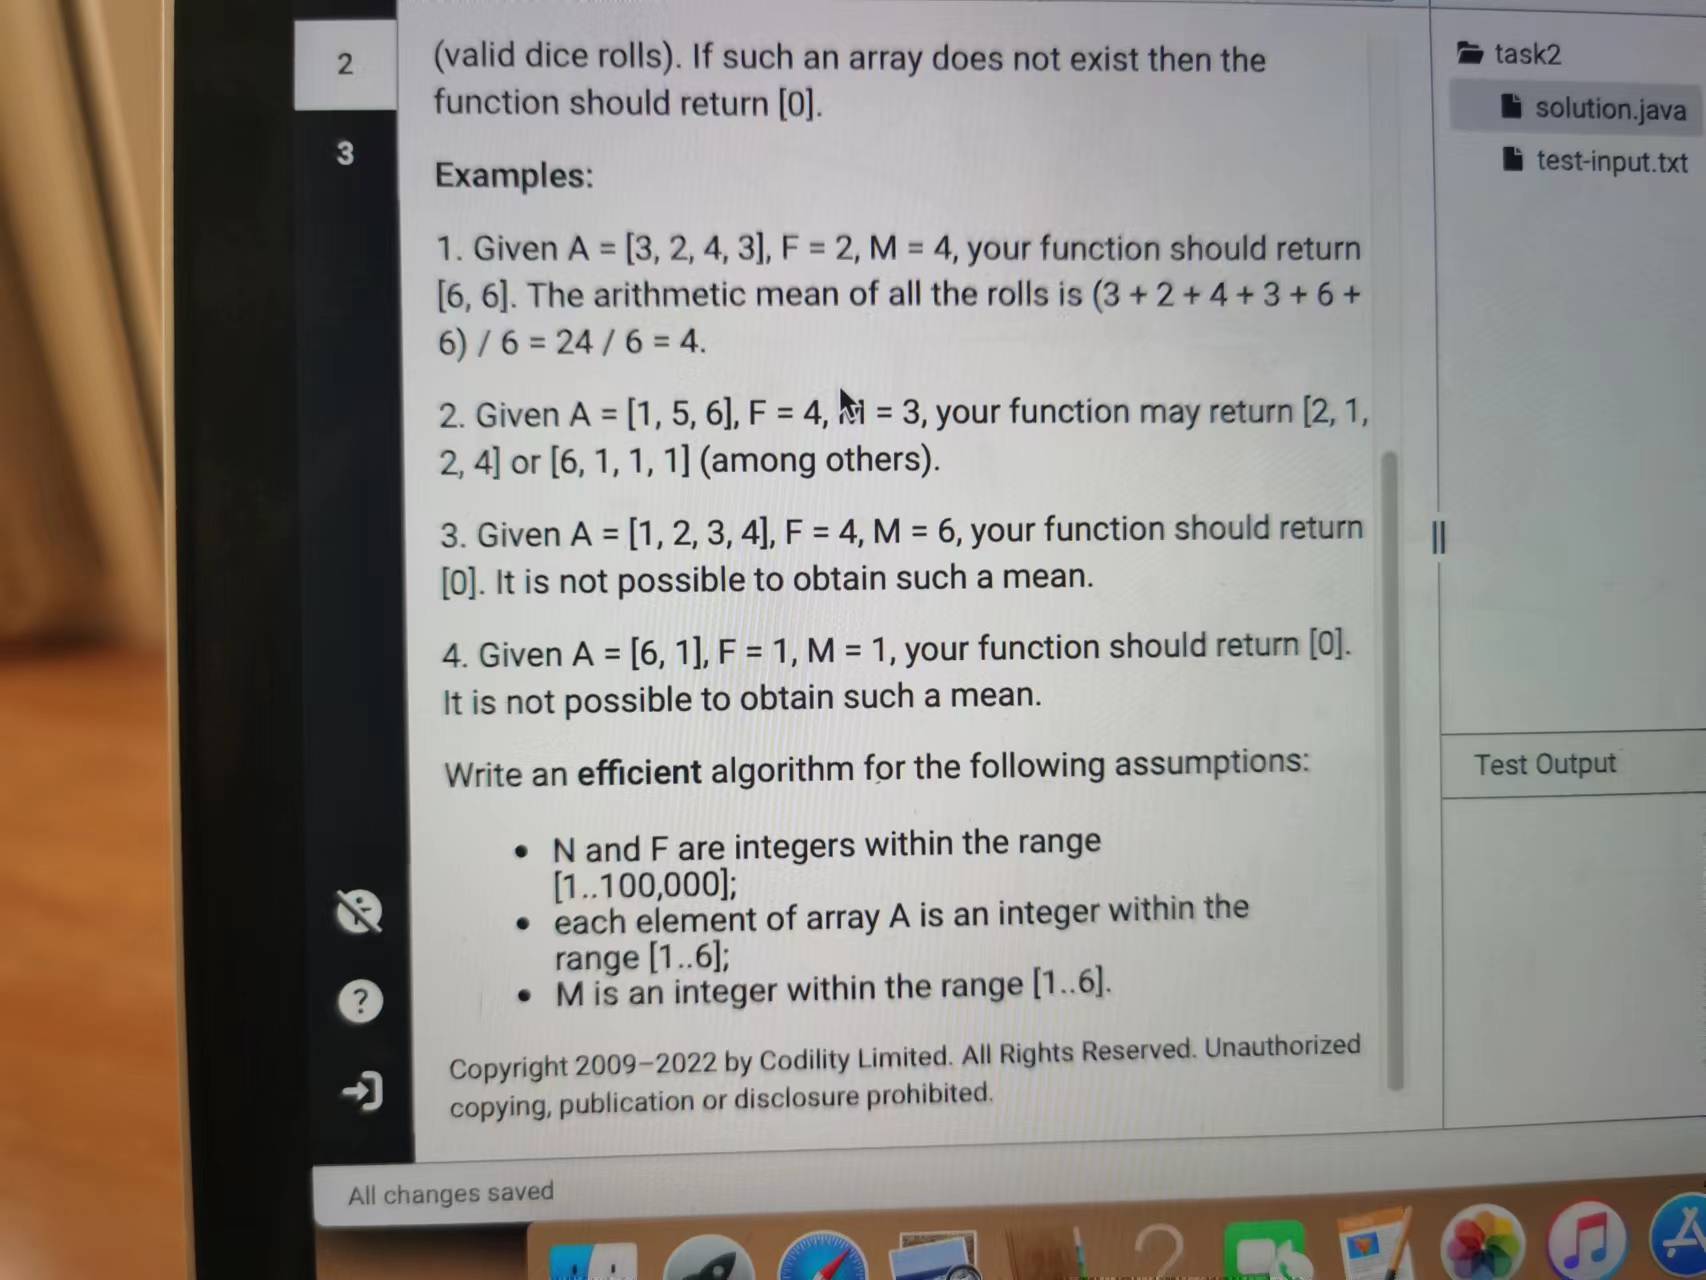 2
3
(valid dice rolls). If such an array does not exist then the
function should return [0].
Examples:
1. Given A = [3, 2, 4, 3], F = 2, M = 4, your function should return
[6, 6]. The arithmetic mean of all the rolls is (3 + 2 + 4 + 3 + 6 +
6) / 6 = 24 / 6 = 4.
2. Given A = [1, 5, 6], F = 4, M = 3, your function may return [2, 1,
2, 4] or [6, 1, 1, 1] (among others).
3. Given A = [1, 2, 3, 4], F = 4, M = 6, your function should return
[0]. It is not possible to obtain such a mean.
4. Given A = [6, 1], F = 1, M = 1, your function should return [0].
It is not possible to obtain such a mean.
Write an efficient algorithm for the following assumptions:
• N and F are integers within the range
[1..100,000];
• each element of array A is an integer within the
range [1..6];
• M is an integer within the range [1..6].
Copyright 2009–2022 by Codility Limited. All Rights Reserved. Unauthorized
copying, publication or disclosure prohibited.
All changes saved
task2
solution.java
test-input.txt
Test Output